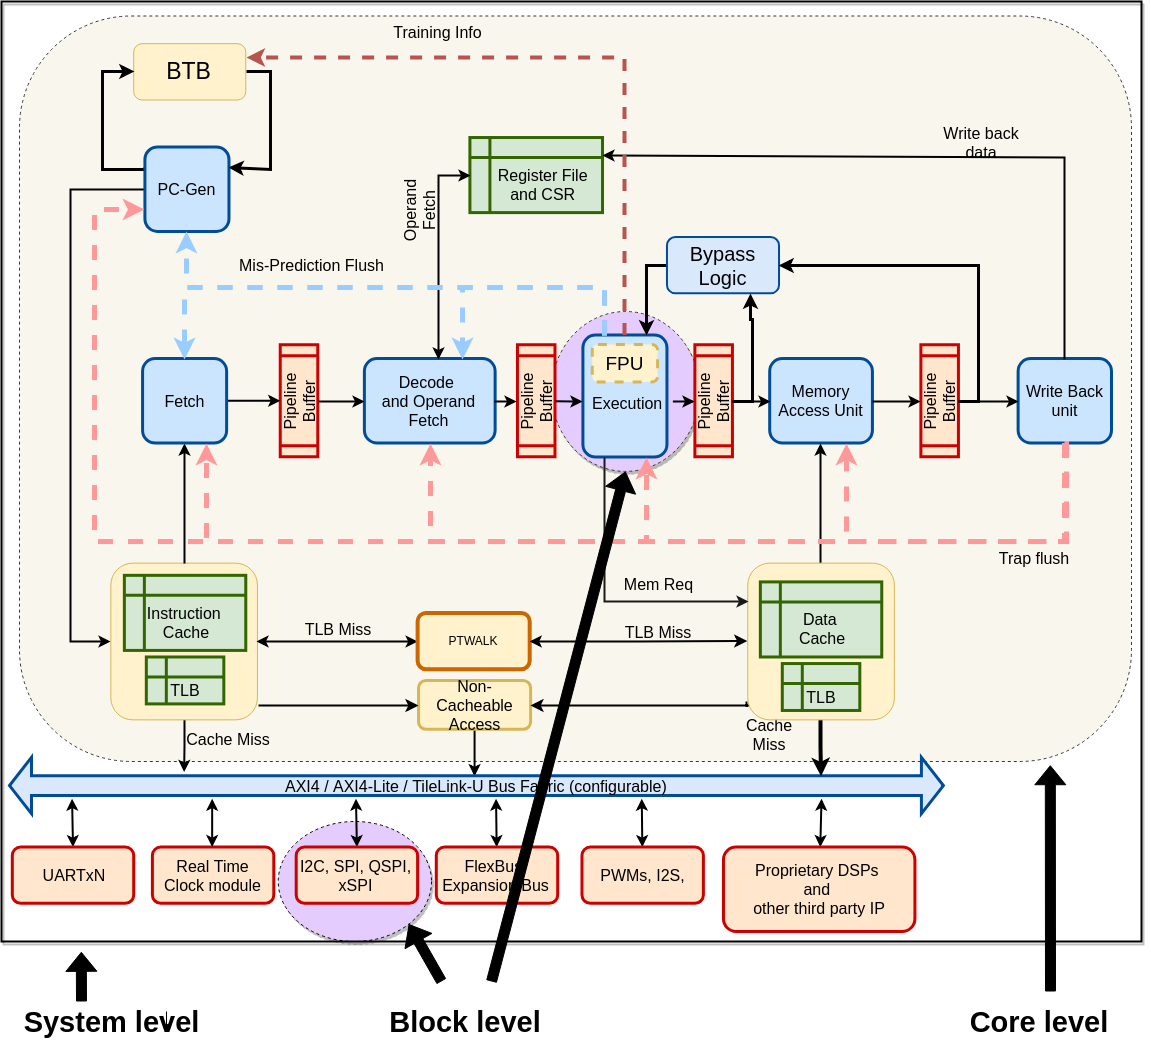 Training Info
BTB
Write back
data
PC-Gen
Register File
and CSR
Operand
Fetch
Mis-Prediction Flush
Bypass
Logic
Fetch
Pipeline
Buffer
Decode
and Operand
Fetch
Pipeline
Buffer
FPU
Execution
Pipeline
Buffer
Memory
Access Unit
Pipeline
Buffer
Write Back
unit
Trap flush
Instruction
Cache
TLB
TLB Miss
PTWALK
TLB Miss
Mem Req
Data
Cache
TLB
Non-
Cacheable
Access
Cache Miss
Cache
Miss
AXI4 / AXI4-Lite / TileLink-U Bus Fabric (configurable)
UARTxN
Real Time
Clock module
I2C, SPI, QSPI,
xSPI
FlexBus
Expansion Bus
PWMs, I2S,
Proprietary DSPs
and
other third party IP
System level
Block level
Core level